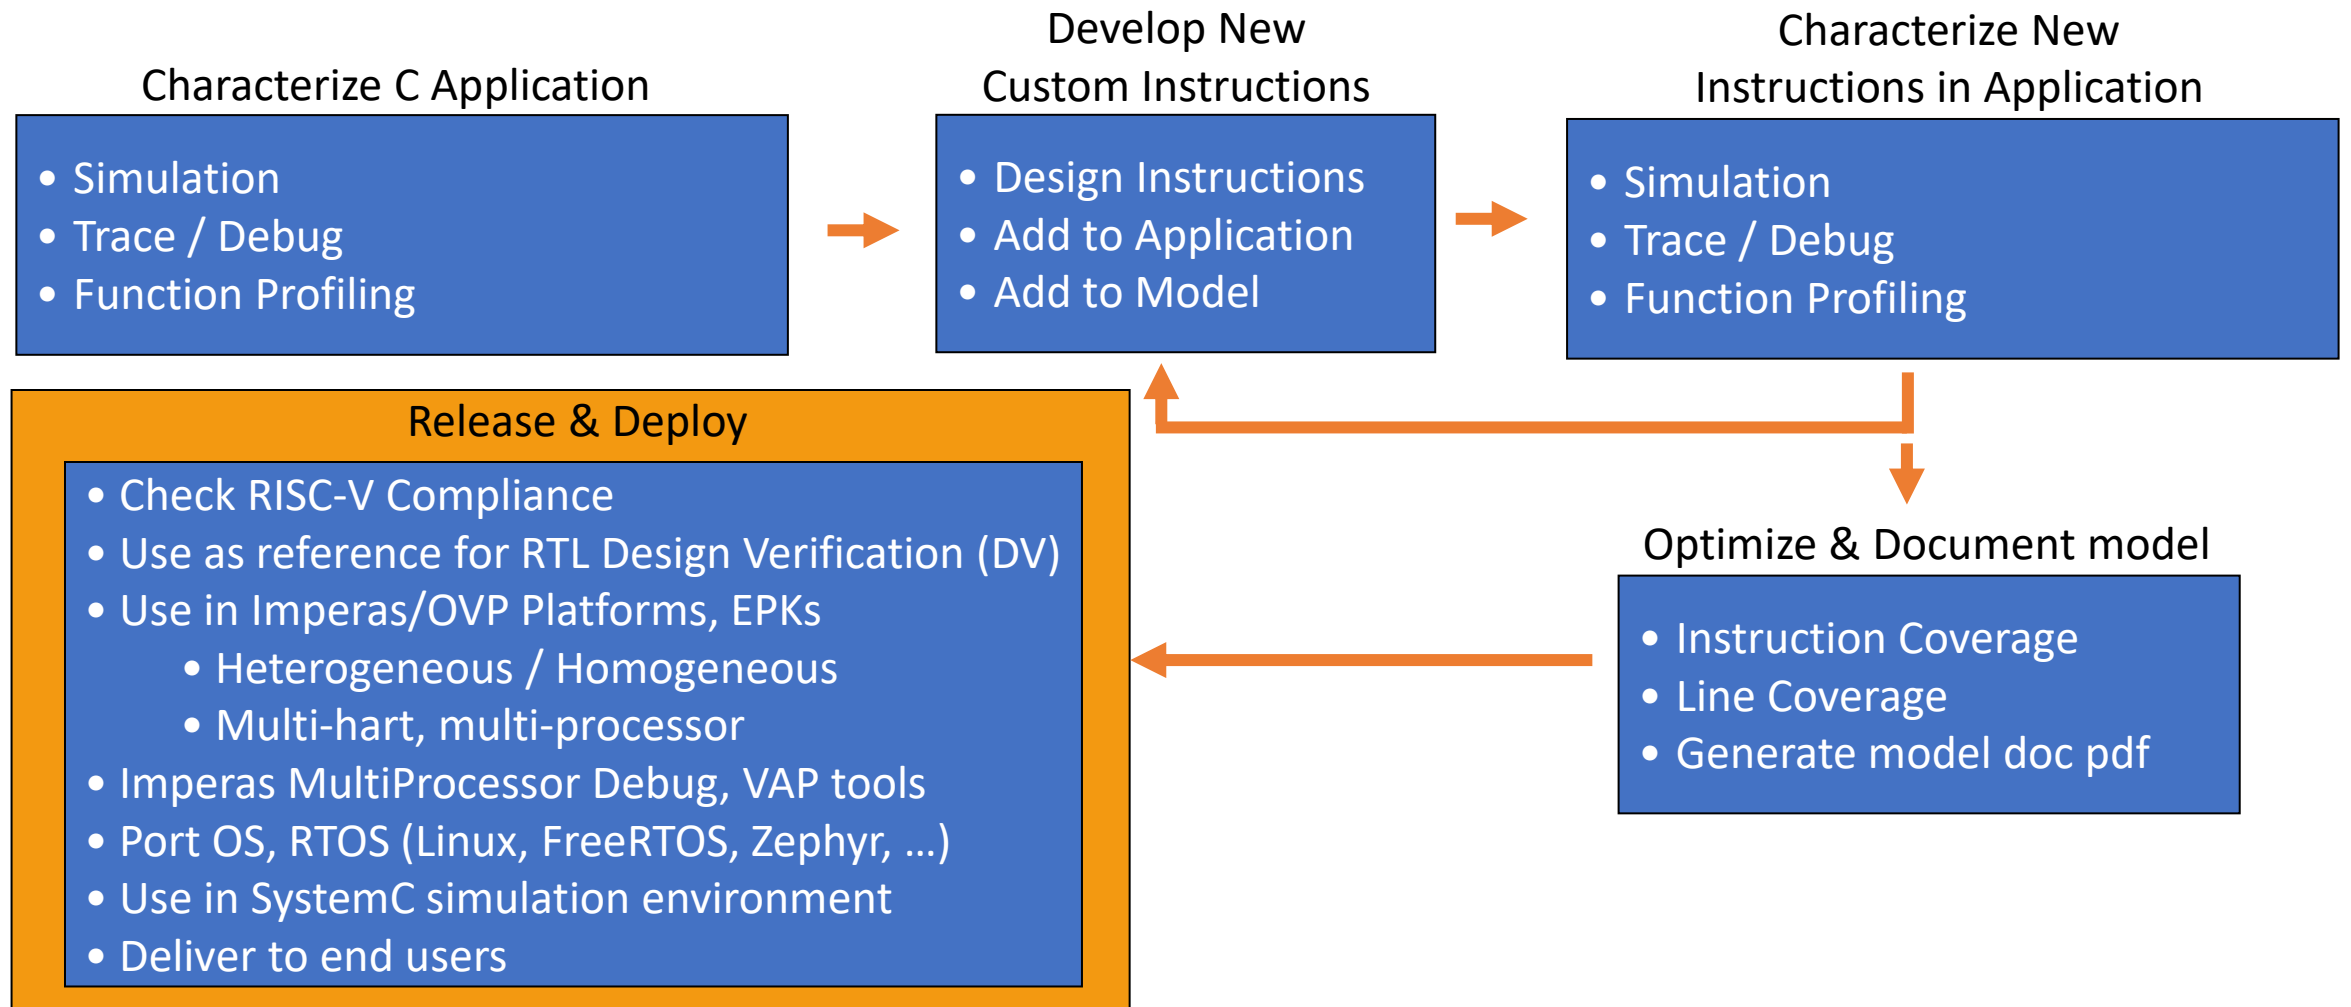 Characterize C Application
• Simulation
• Trace / Debug
• Function Profiling
Develop New
Custom Instructions
• Design Instructions
• Add to Application
• Add to Model
Characterize New
Instructions in Application
• Simulation
• Trace / Debug
• Function Profiling
Optimize & Document model
• Instruction Coverage
• Line Coverage
• Generate model doc pdf
Release & Deploy
• Check RISC-V Compliance
• Use as reference for RTL Design Verification (DV)
• Use in Imperas/OVP Platforms, EPKs
• Heterogeneous / Homogeneous
• Multi-hart, multi-processor
• Imperas MultiProcessor Debug, VAP tools
• Port OS, RTOS (Linux, FreeRTOS, Zephyr, …)
• Use in SystemC simulation environment
• Deliver to end users